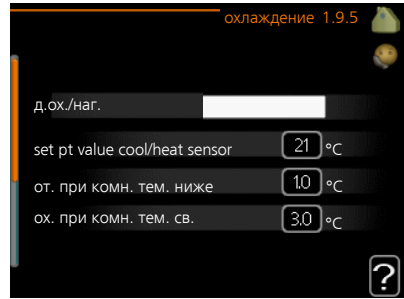 охлаждение 1.9.5
д.ох./наг.
set pt value cool/heat sensor 21 °C
от. при комн. тем. ниже 1.0 °C
ох. при комн. тем. св. 3.0 °C
?